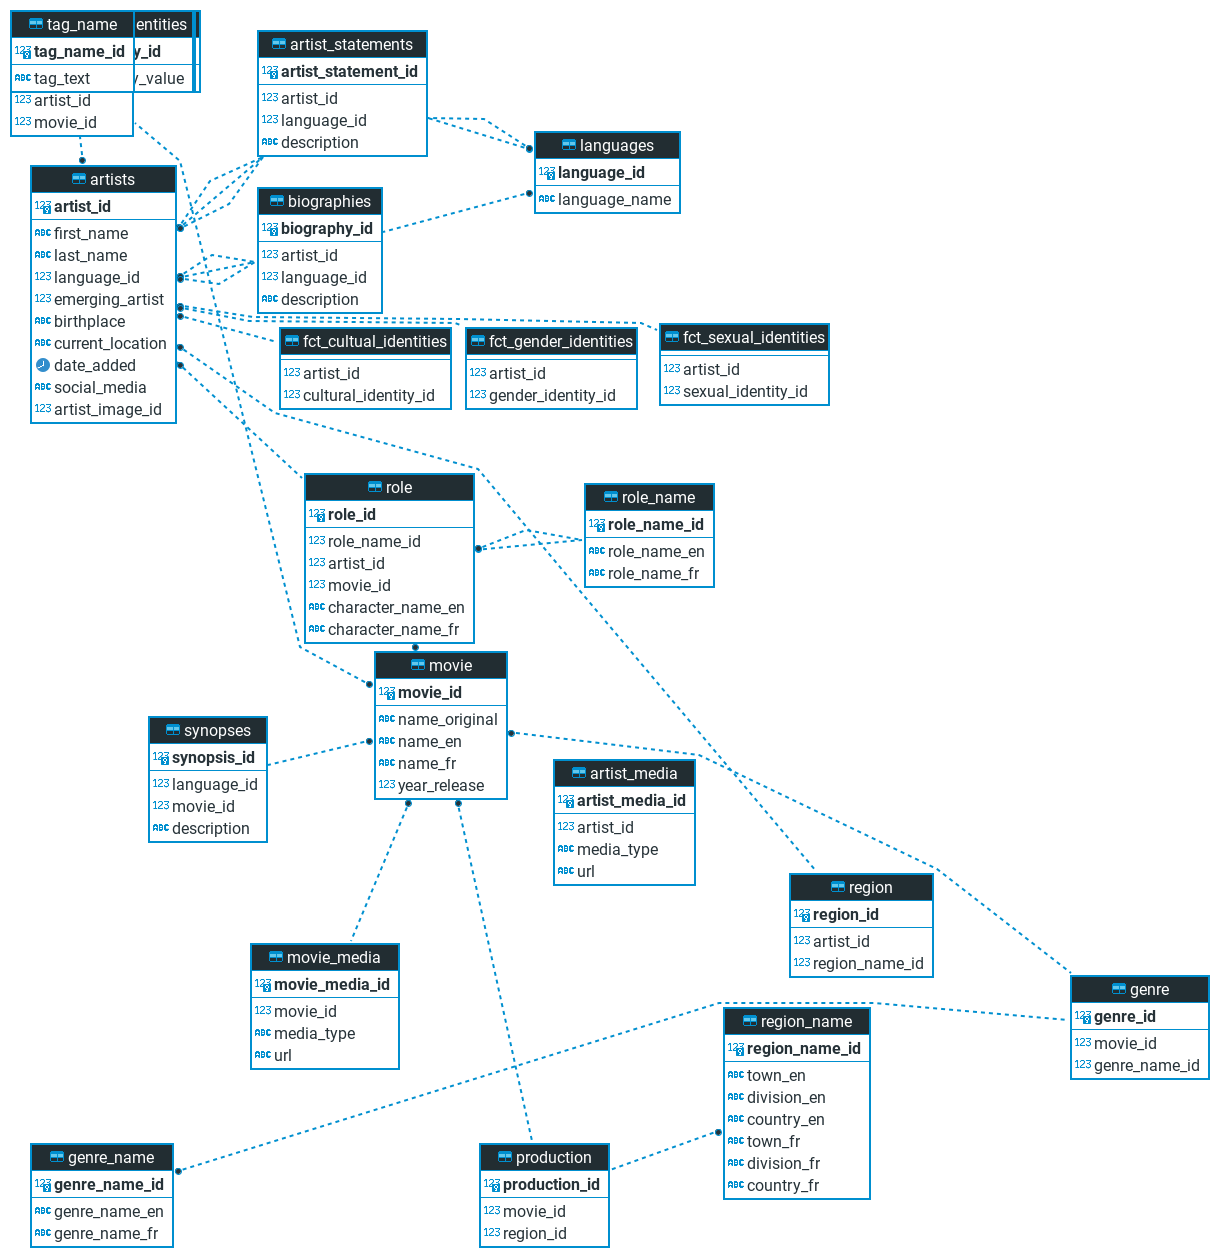 tag_name
entities
tag_name_id
y_id
tag_text
y_value
artist_id
movie_id
artist_statements
artist_statement_id
artist_id
language_id
description
languages
language_id
language_name
artists
artist_id
first_name
last_name
language_id
emerging_artist
birthplace
current_location
date_added
social_media
artist_image_id
biographies
biography_id
artist_id
language_id
description
fct_cultual_identities
artist_id
cultural_identity_id
fct_gender_identities
artist_id
gender_identity_id
fct_sexual_identities
artist_id
sexual_identity_id
role
role_id
role_name_id
artist_id
movie_id
character_name_en
character_name_fr
role_name
role_name_id
role_name_en
role_name_fr
movie
movie_id
name_original
name_en
name_fr
year_release
synopses
synopsis_id
language_id
movie_id
description
artist_media
artist_media_id
artist_id
media_type
url
region
region_id
artist_id
region_name_id
movie_media
movie_media_id
movie_id
media_type
url
genre
genre_id
movie_id
genre_name_id
region_name
region_name_id
town_en
division_en
country_en
town_fr
division_fr
country_fr
genre_name
genre_name_id
genre_name_en
genre_name_fr
production
production_id
movie_id
region_id